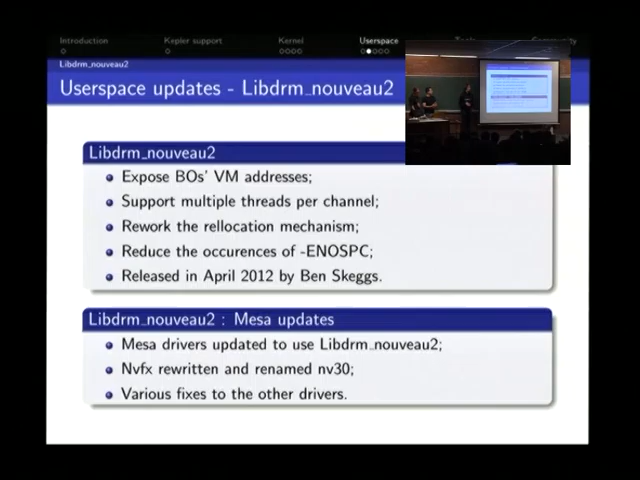 Introduction Kepler support Kernel Userspace Tools Community
Libdrm_nouveau2
Userspace updates - Libdrm_nouveau2
Libdrm_nouveau2
Expose BOs' VM addresses;
Support multiple threads per channel;
Rework the rellocation mechanism;
Reduce the occurences of -ENOSPC;
Released in April 2012 by Ben Skeggs.
Libdrm_nouveau2 : Mesa updates
Mesa drivers updated to use Libdrm_nouveau2;
Nvfx rewritten and renamed nv30;
Various fixes to the other drivers.